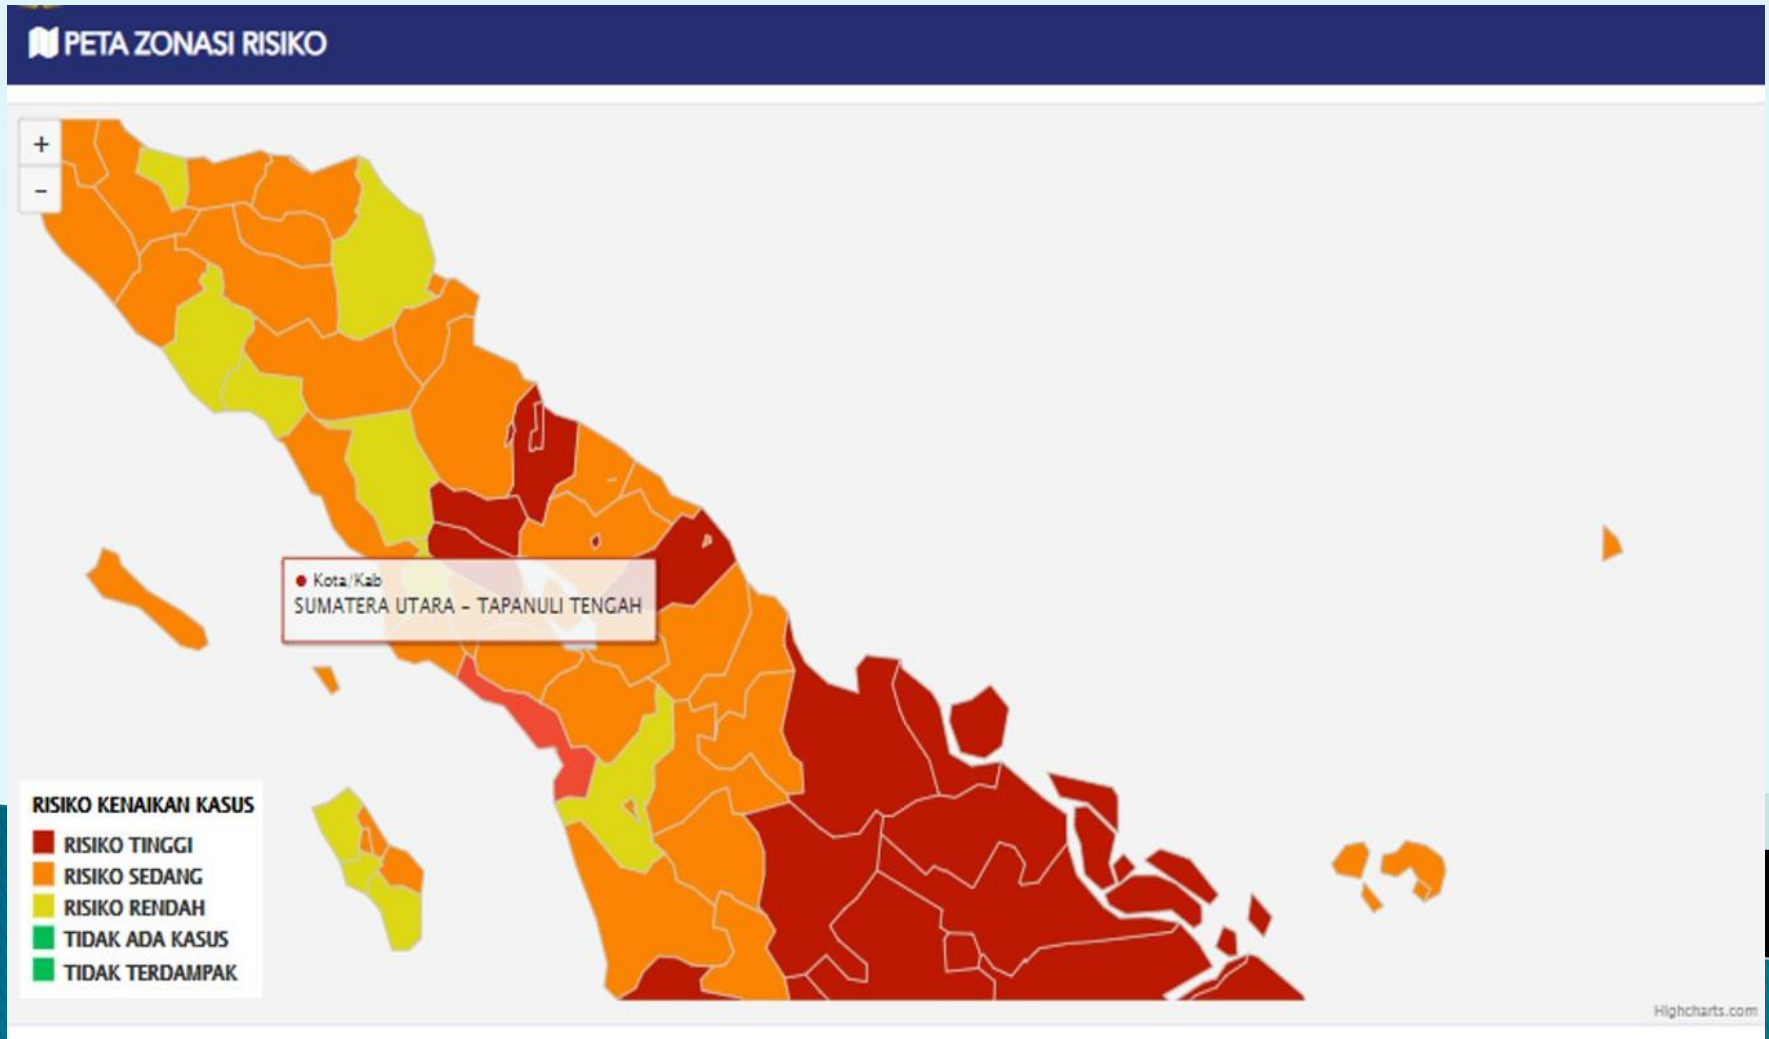 PETA ZONASI RISIKO
+
-
● Kota/Kab
SUMATERA UTARA - TAPANULI TENGAH
RISIKO KENAIKAN KASUS
RISIKO TINGGI
RISIKO SEDANG
RISIKO RENDAH
TIDAK ADA KASUS
TIDAK TERDAMPAK
Highcharts.com